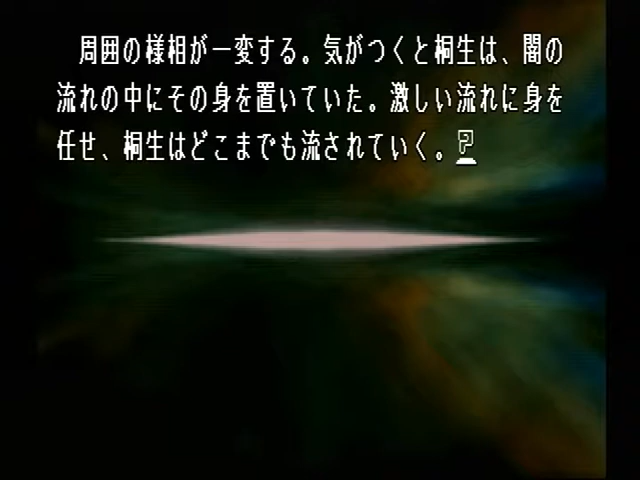 周囲の様相が一変する。気がつくと桐生は、闇の
流れの中にその身を置いていた。激しい流れに身を
任せ、桐生はどこまでも流されていく。